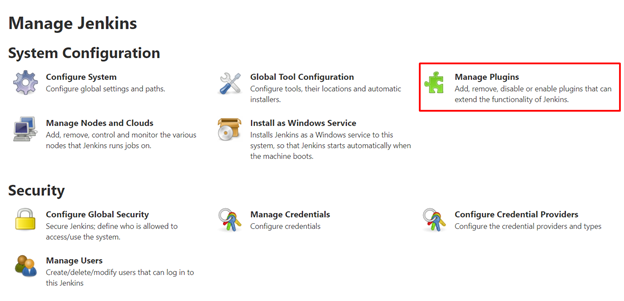 Manage Jenkins
System Configuration
Configure System
Configure global settings and paths.
Global Tool Configuration
Configure tools, their locations and automatic
installers.
Manage Plugins
Add, remove, disable or enable plugins that can
extend the functionality of Jenkins.
Manage Nodes and Clouds
Add, remove, control and monitor the various
nodes that Jenkins runs jobs on.
Install as Windows Service
Installs Jenkins as a Windows service to this
system, so that Jenkins starts automatically when
the machine boots.
Security
Configure Global Security
Secure Jenkins; define who is allowed to
access/use the system.
Manage Credentials
Configure credentials
Configure Credential Providers
Configure the credential providers and types
Manage Users
Create/delete/modify users that can log in to
this Jenkins